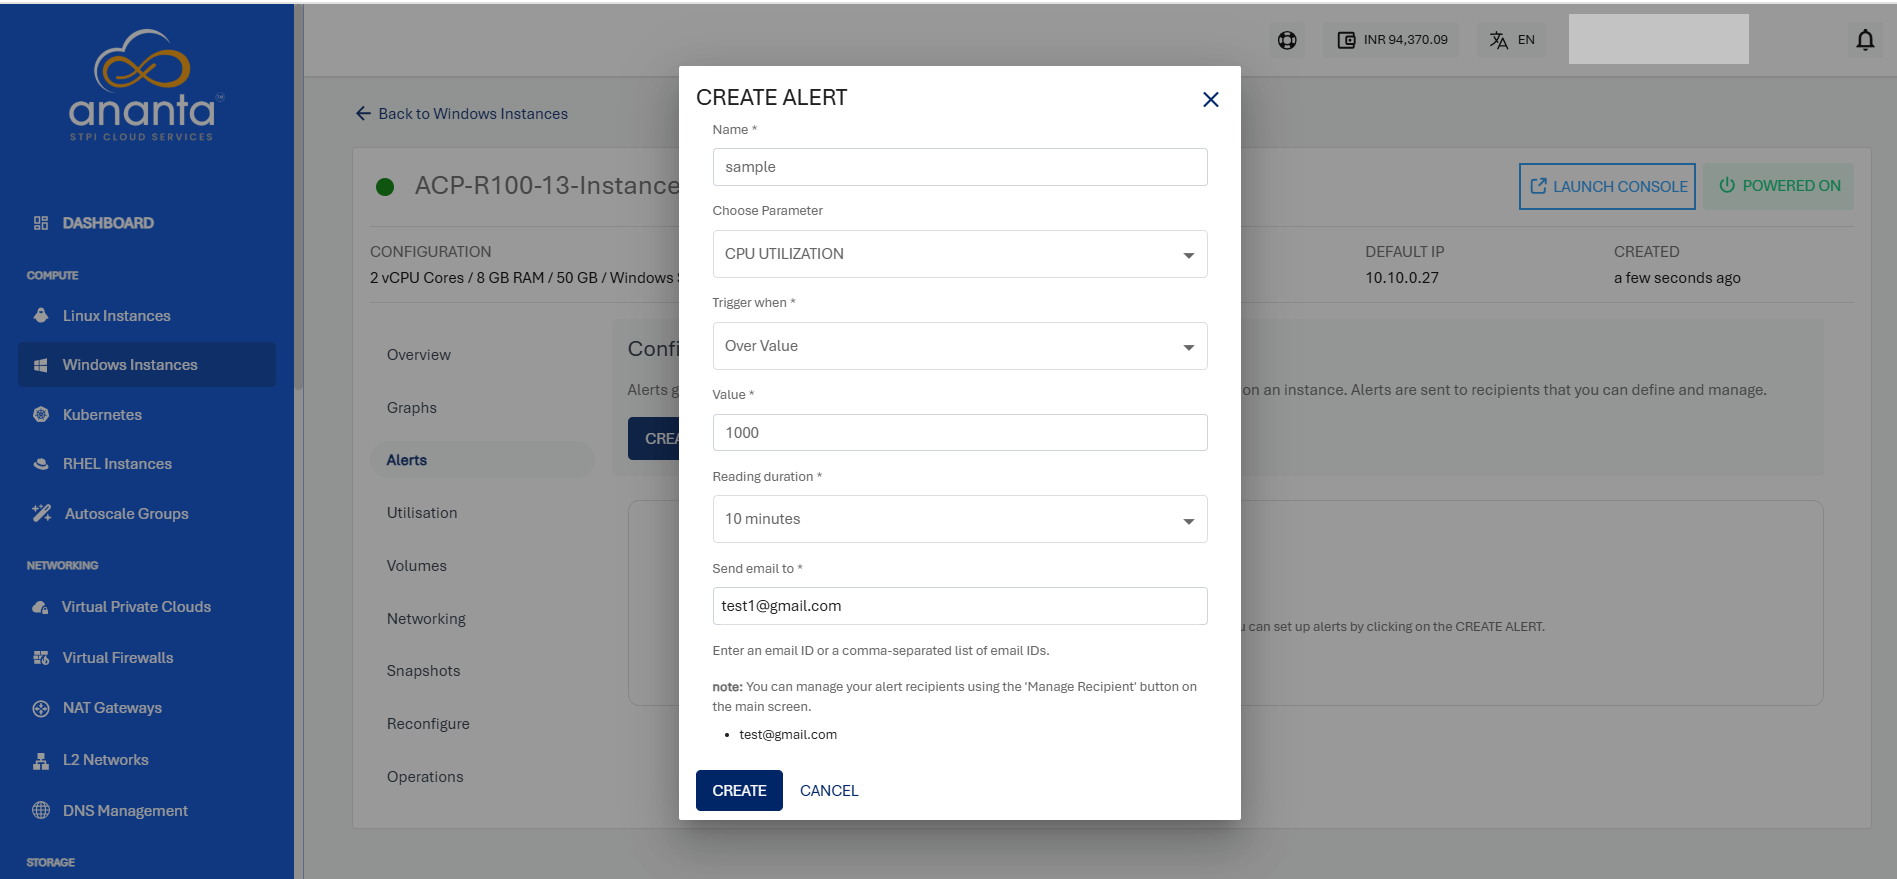 ananta
STPI CLOUD SERVICES
DASHBOARD
COMPUTE
Linux Instances
Windows Instances
Kubernetes
RHEL Instances
Autoscale Groups
NETWORKING
Virtual Private Clouds
Virtual Firewalls
NAT Gateways
L2 Networks
DNS Management
STORAGE
INR 94,370.09
EN
Back to Windows Instances
ACP-R100-13-Instance
LAUNCH CONSOLE
POWERED ON
CONFIGURATION
2 vCPU Cores / 8 GB RAM / 50 GB / Windows
DEFAULT IP
10.10.0.27
CREATED
a few seconds ago
Overview
Graphs
Alerts
Utilisation
Volumes
Networking
Snapshots
Reconfigure
Operations
Alerts
on an instance. Alerts are sent to recipients that you can define and manage.
can set up alerts by clicking on the CREATE ALERT.
CREATE ALERT
Name *
sample
Choose Parameter
CPU UTILIZATION
Trigger when *
Over Value
Value *
1000
Reading duration *
10 minutes
Send email to *
test1@gmail.com
Enter an email ID or a comma-separated list of email IDs.
note: You can manage your alert recipients using the 'Manage Recipient' button on
the main screen.
• test@gmail.com
CREATE
CANCEL